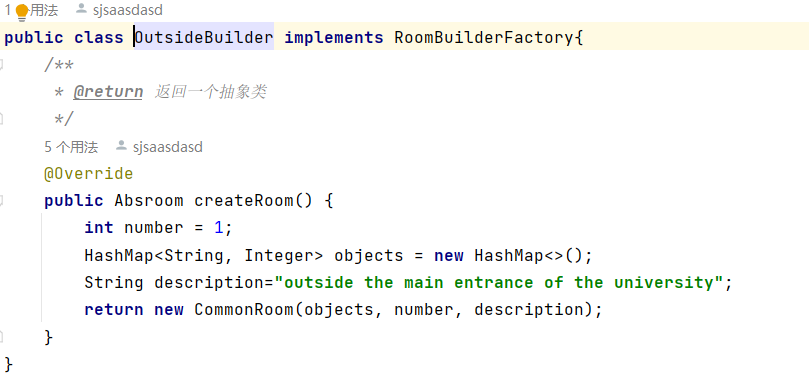 1 个用法 sjsaasdasd
public class OutsideBuilder implements RoomBuilderFactory{
/**
* @return 返回一个抽象类
*/
5 个用法 sjsaasdasd
@Override
public Absroom createRoom() {
int number = 1;
HashMap<String, Integer> objects = new HashMap<>();
String description="outside the main entrance of the university";
return new CommonRoom(objects, number, description);
}
}